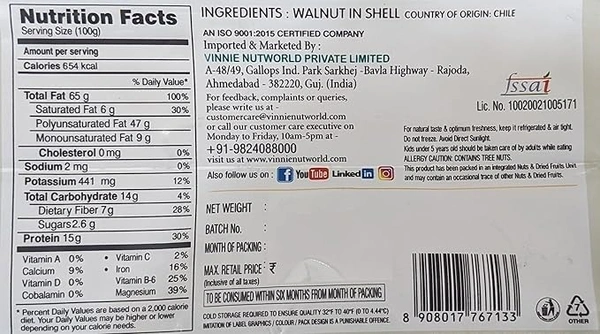 Nutrition Facts
Serving Size (100g)
Amount per serving
Calories 654 kcal
% Daily Value*
Total Fat 65 g 100%
Saturated Fat 6 g 30%
Polyunsaturated Fat 47 g
Monounsaturated Fat 9 g
Cholesterol 0 mg 0%
Sodium 2 mg 0%
Potassium 441 mg 12%
Total Carbohydrate 14g 4%
Dietary Fiber 7g 28%
Sugars 2.6 g
Protein 15g 30%
Vitamin A 0% • Vitamin C 2%
Calcium 9% • Iron 16%
Vitamin D 0% Vitamin B-6 25%
Cobalamin 0% Magnesium 39%
* Percent Daily Values are based on a 2,000 calorie
diet. Your Daily Values may be higher or lower
depending on your calorie needs.
INGREDIENTS : WALNUT IN SHELL COUNTRY OF ORIGIN: CHILE
AN ISO 9001:2015 CERTIFIED COMPANY
Imported & Marketed By :
VINNIE NUTWORLD PRIVATE LIMITED
A-48/49, Gallops Ind. Park Sarkhej -Bavla Highway - Rajoda,
Ahmedabad - 382220, Guj. (India)
For feedback, complaints or queries,
please write us at -
customercare@vinnienutworld.com
or call our customer care executive on
Monday to Friday, 10am-5pm at -
+91-9824088000
visit us at www.vinnienutworld.com
Also follow us on : f YouTube Linked in
fssai
Lic. No. 10020021005171
For natural taste & optimum freshness, keep it refrigerated & air tight.
Do not freeze. Avoid Direct Sunlight.
Kids under 5 years old should be taken care of by adults while eating
ALLERGY CAUTION: CONTAINS TREE NUTS.
This product has been packed in an integrated Nuts & Dried Fruits Unit
and may contain an occasional trace of other Nuts & Dried Fruits.
NET WEIGHT :
BATCH No. :
MONTH OF PACKING :
MAX. RETAIL PRICE : ₹
(Inclusive of all taxes)
TO BE CONSUMED WITHIN SIX MONTHS FROM MONTH OF PACKING
COLD STORAGE REQUIRED TO ENSURE QUALITY 32°F TO 40°F (0 TO 4.44°C)
IMITATION OF LABEL GRAPHICS / COLOUR / PACK DESIGN IS A PUNISHABLE OFFENCE.
8 908017 767133
7
OTHER